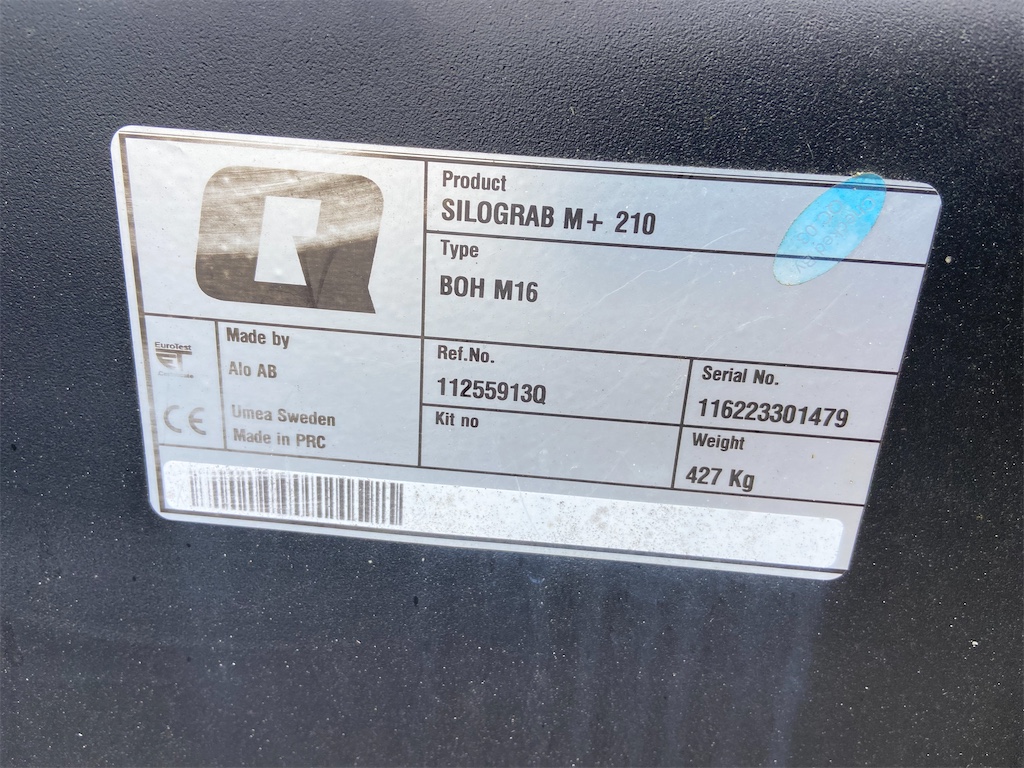 Product
SILOGRAB M+ 210
Type
BOH M16
EuroTest
ET
CE
Made by
Alo AB
Umea Sweden
Made in PRC
Ref.No.
11255913Q
Kit no
Serial No.
116223301479
Weight
427 Kg